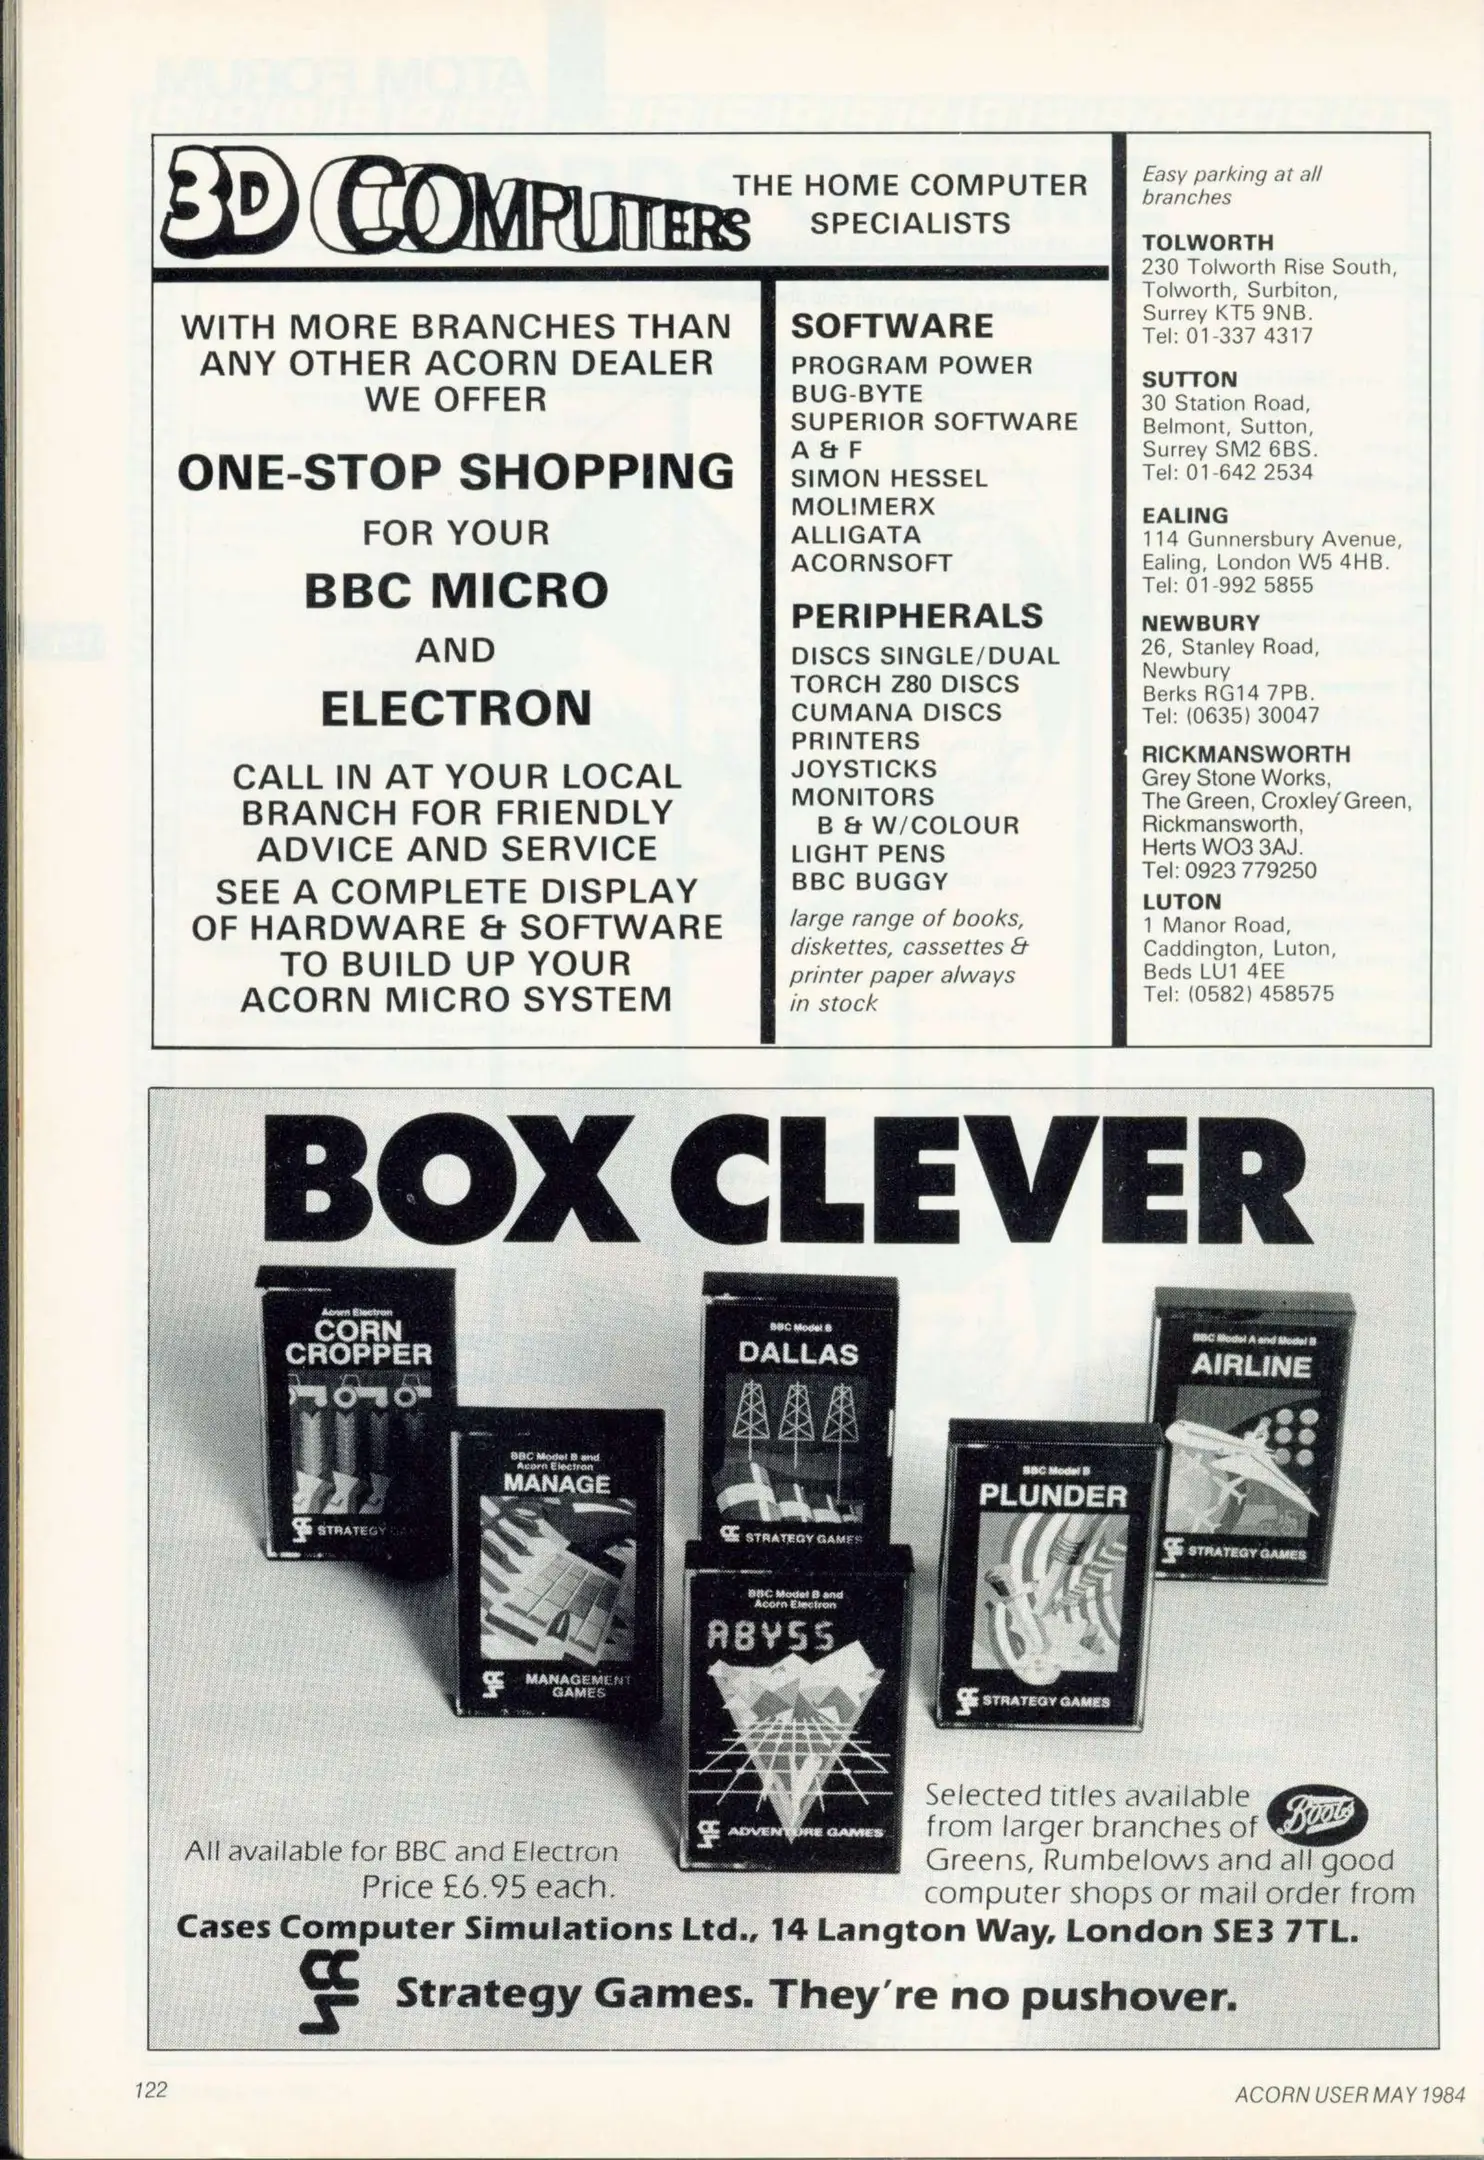 3D COMPUTERS
THE HOME COMPUTER
SPECIALISTS
WITH MORE BRANCHES THAN
ANY OTHER ACORN DEALER
WE OFFER
ONE-STOP SHOPPING
FOR YOUR
BBC MICRO
AND
ELECTRON
CALL IN AT YOUR LOCAL
BRANCH FOR FRIENDLY
ADVICE AND SERVICE
SEE A COMPLETE DISPLAY
OF HARDWARE & SOFTWARE
TO BUILD UP YOUR
ACORN MICRO SYSTEM
SOFTWARE
PROGRAM POWER
BUG-BYTE
SUPERIOR SOFTWARE
A & F
SIMON HESSEL
MOLIMERX
ALLIGATA
ACORNSOFT
PERIPHERALS
DISCS SINGLE/DUAL
TORCH Z80 DISCS
CUMANA DISCS
PRINTERS
JOYSTICKS
MONITORS
B & W/COLOUR
LIGHT PENS
BBC BUGGY
large range of books,
diskettes, cassettes &
printer paper always
in stock
Easy parking at all
branches
TOLWORTH
230 Tolworth Rise South,
Tolworth, Surbiton,
Surrey KT5 9NB.
Tel: 01-337 4317
SUTTON
30 Station Road,
Belmont, Sutton,
Surrey SM2 6BS.
Tel: 01-642 2534
EALING
114 Gunnersbury Avenue,
Ealing, London W5 4HB.
Tel: 01-992 5855
NEWBURY
26, Stanley Road,
Newbury
Berks RG14 7PB.
Tel: (0635) 30047
RICKMANSWORTH
Grey Stone Works,
The Green, Croxley Green,
Rickmansworth,
Herts WO3 3AJ.
Tel: 0923 779250
LUTON
1 Manor Road,
Caddington, Luton,
Beds LU1 4EE
Tel: (0582) 458575
BOX CLEVER
Acorn Electron
CORN
CROPPER
STRATEGY GA
BBC Model B and
Acorn Electron
MANAGE
MANAGEMENT
GAMES
BBC Model B
DALLAS
STRATEGY GAMES
BBC Model B and
Acorn Electron
ABYSS
ADVENTURE GAMES
BBC Model B
PLUNDER
STRATEGY GAMES
BBC Model A and Model B
AIRLINE
STRATEGY GAMES
All available for BBC and Electron
Price £6.95 each.
Selected titles available
from larger branches of Boots
Greens, Rumbelows and all good
computer shops or mail order from
Cases Computer Simulations Ltd., 14 Langton Way, London SE3 7TL.
CCS Strategy Games. They're no pushover.
122
ACORN USER MAY 1984